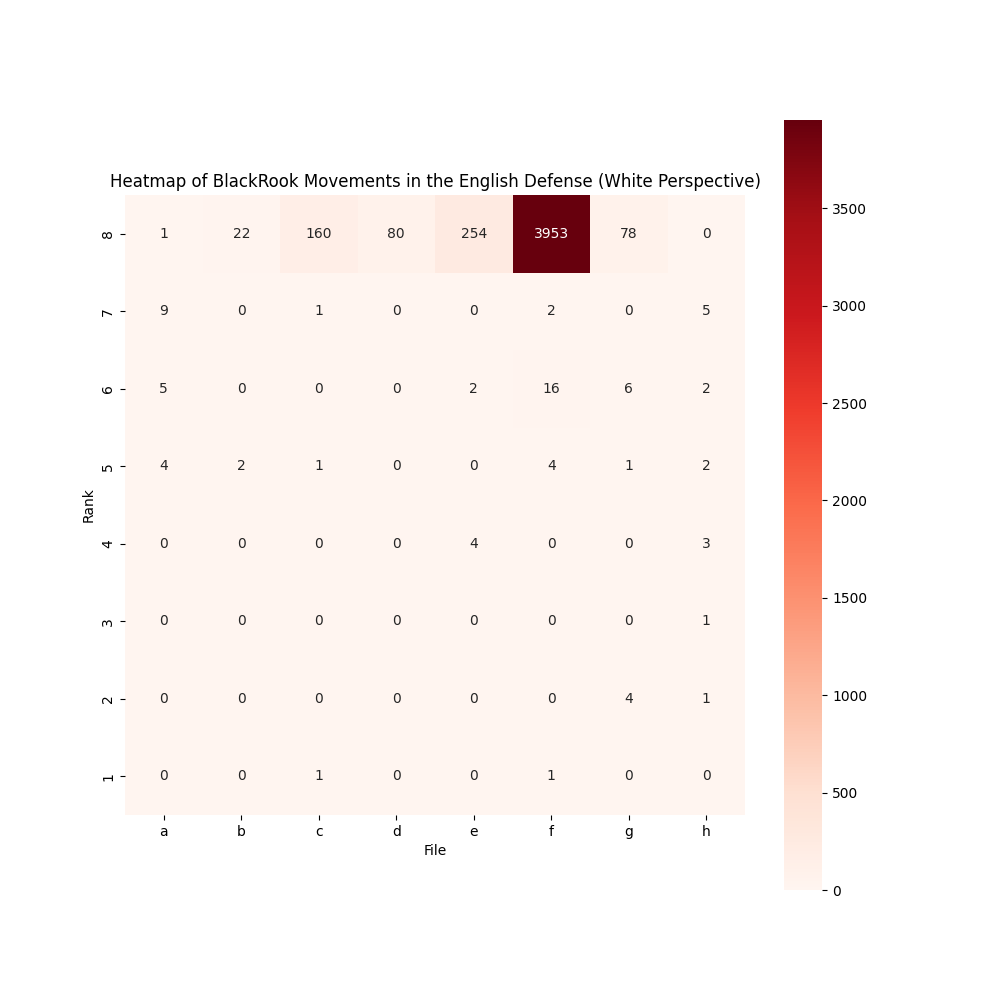 Heatmap of BlackRook Movements in the English Defense (White Perspective)
8 1 22 160 80 254 3953 78 0
7 9 0 1 0 0 2 0 5
6 5 0 0 0 2 16 6 2
5 4 2 1 0 0 4 1 2
4 0 0 0 0 4 0 0 3
3 0 0 0 0 0 0 0 1
2 0 0 0 0 0 0 4 1
1 0 0 1 0 0 1 0 0
a b c d e f g h
Rank
File
3500
3000
2500
2000
1500
1000
500
0